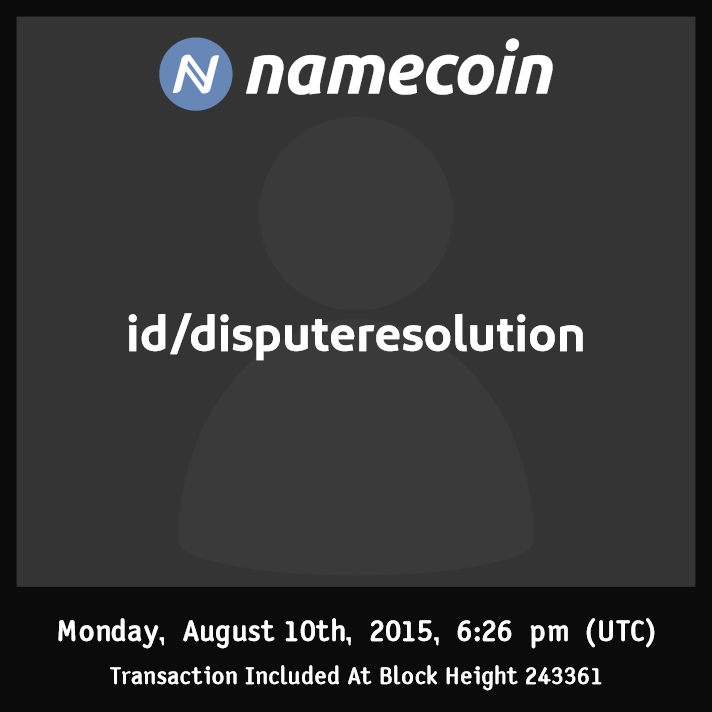 namecoin
id/disputeresolution
Monday, August 10th, 2015, 6:26 pm (UTC)
Transaction Included At Block Height 243361